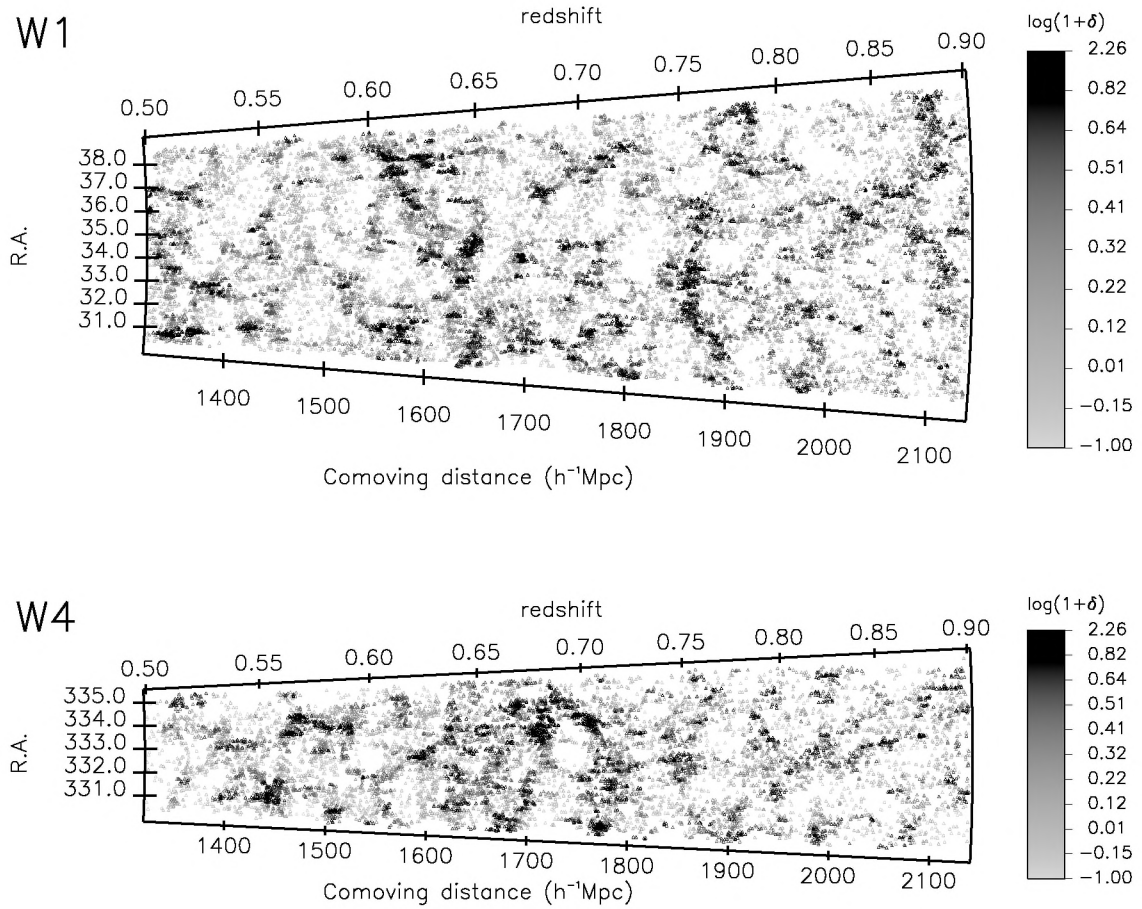 W1
redshift
0.50 0.55 0.60 0.65 0.70 0.75 0.80 0.85 0.90
R.A.
38.0
37.0
36.0
35.0
34.0
33.0
32.0
31.0
1400 1500 1600 1700 1800 1900 2000 2100
Comoving distance (h⁻¹Mpc)
log(1+δ)
2.26
0.82
0.64
0.51
0.41
0.32
0.22
0.12
0.01
−0.15
−1.00
W4
redshift
0.50 0.55 0.60 0.65 0.70 0.75 0.80 0.85 0.90
R.A.
335.0
334.0
333.0
332.0
331.0
1400 1500 1600 1700 1800 1900 2000 2100
Comoving distance (h⁻¹Mpc)
log(1+δ)
2.26
0.82
0.64
0.51
0.41
0.32
0.22
0.12
0.01
−0.15
−1.00